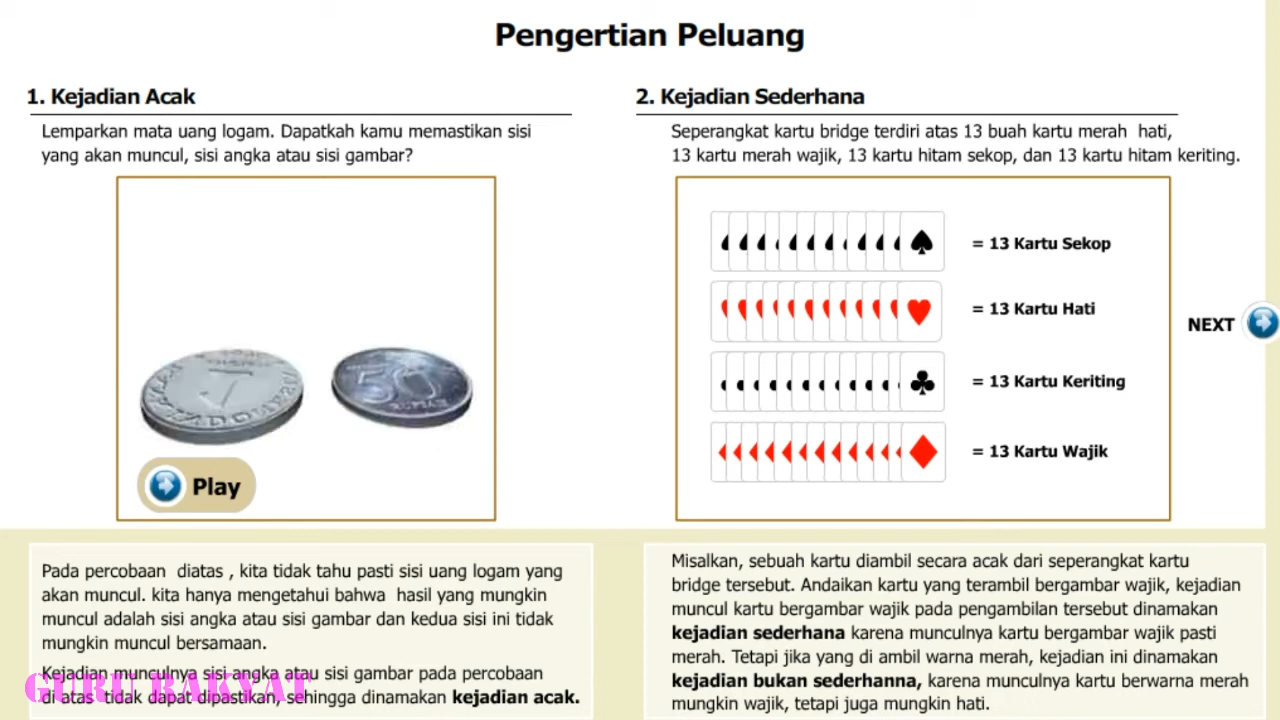 Pengertian Peluang
1. Kejadian Acak
Lemparkan mata uang logam. Dapatkah kamu memastikan sisi
yang akan muncul, sisi angka atau sisi gambar?
50
RUPIAH
Play
Pada percobaan diatas , kita tidak tahu pasti sisi uang logam yang
akan muncul. kita hanya mengetahui bahwa hasil yang mungkin
muncul adalah sisi angka atau sisi gambar dan kedua sisi ini tidak
mungkin muncul bersamaan.
Kejadian munculnya sisi angka atau sisi gambar pada percobaan
di atas tidak dapat dipastikan, sehingga dinamakan kejadian acak.
GURU RAKYAT
2. Kejadian Sederhana
Seperangkat kartu bridge terdiri atas 13 buah kartu merah hati,
13 kartu merah wajik, 13 kartu hitam sekop, dan 13 kartu hitam keriting.
= 13 Kartu Sekop
= 13 Kartu Hati
= 13 Kartu Keriting
= 13 Kartu Wajik
NEXT
Misalkan, sebuah kartu diambil secara acak dari seperangkat kartu
bridge tersebut. Andaikan kartu yang terambil bergambar wajik, kejadian
muncul kartu bergambar wajik pada pengambilan tersebut dinamakan
kejadian sederhana karena munculnya kartu bergambar wajik pasti
merah. Tetapi jika yang di ambil warna merah, kejadian ini dinamakan
kejadian bukan sederhanna, karena munculnya kartu berwarna merah
mungkin wajik, tetapi juga mungkin hati.